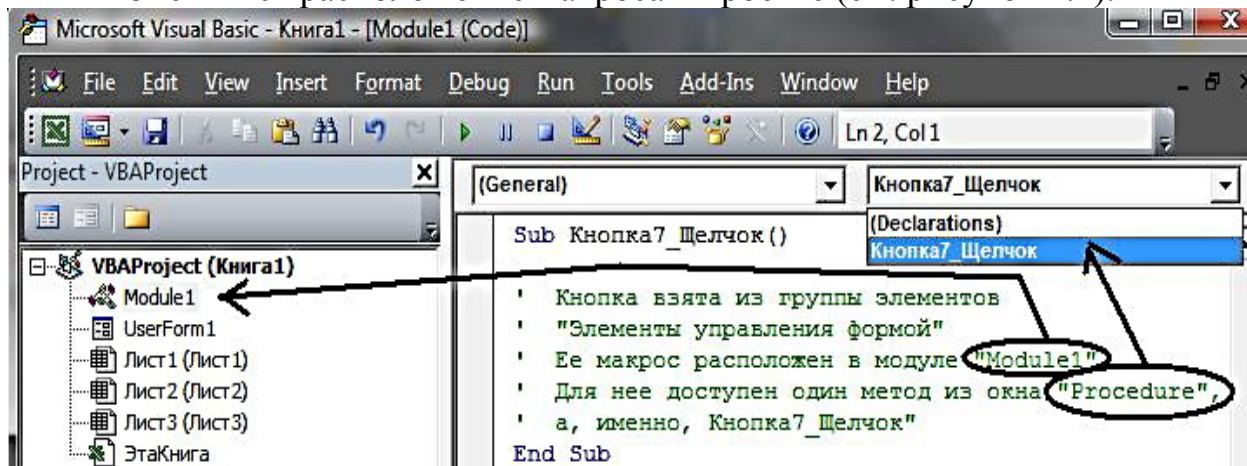 Microsoft Visual Basic - Книга1 - [Module1 (Code)]
File Edit View Insert Format Debug Run Tools Add-Ins Window Help
Ln 2, Col 1
Project - VBAProject
(General)
Кнопка7_Щелчок
(Declarations)
Кнопка7_Щелчок
VBAProject (Книга1)
Module1
UserForm1
Лист1 (Лист1)
Лист2 (Лист2)
Лист3 (Лист3)
ЭтаКнига
Sub Кнопка7_Щелчок()
' Кнопка взята из группы элементов
' "Элементы управления формой"
' Ее макрос расположен в модуле "Module1"
' Для нее доступен один метод из окна "Procedure",
' а, именно, Кнопка7_Щелчок"
End Sub